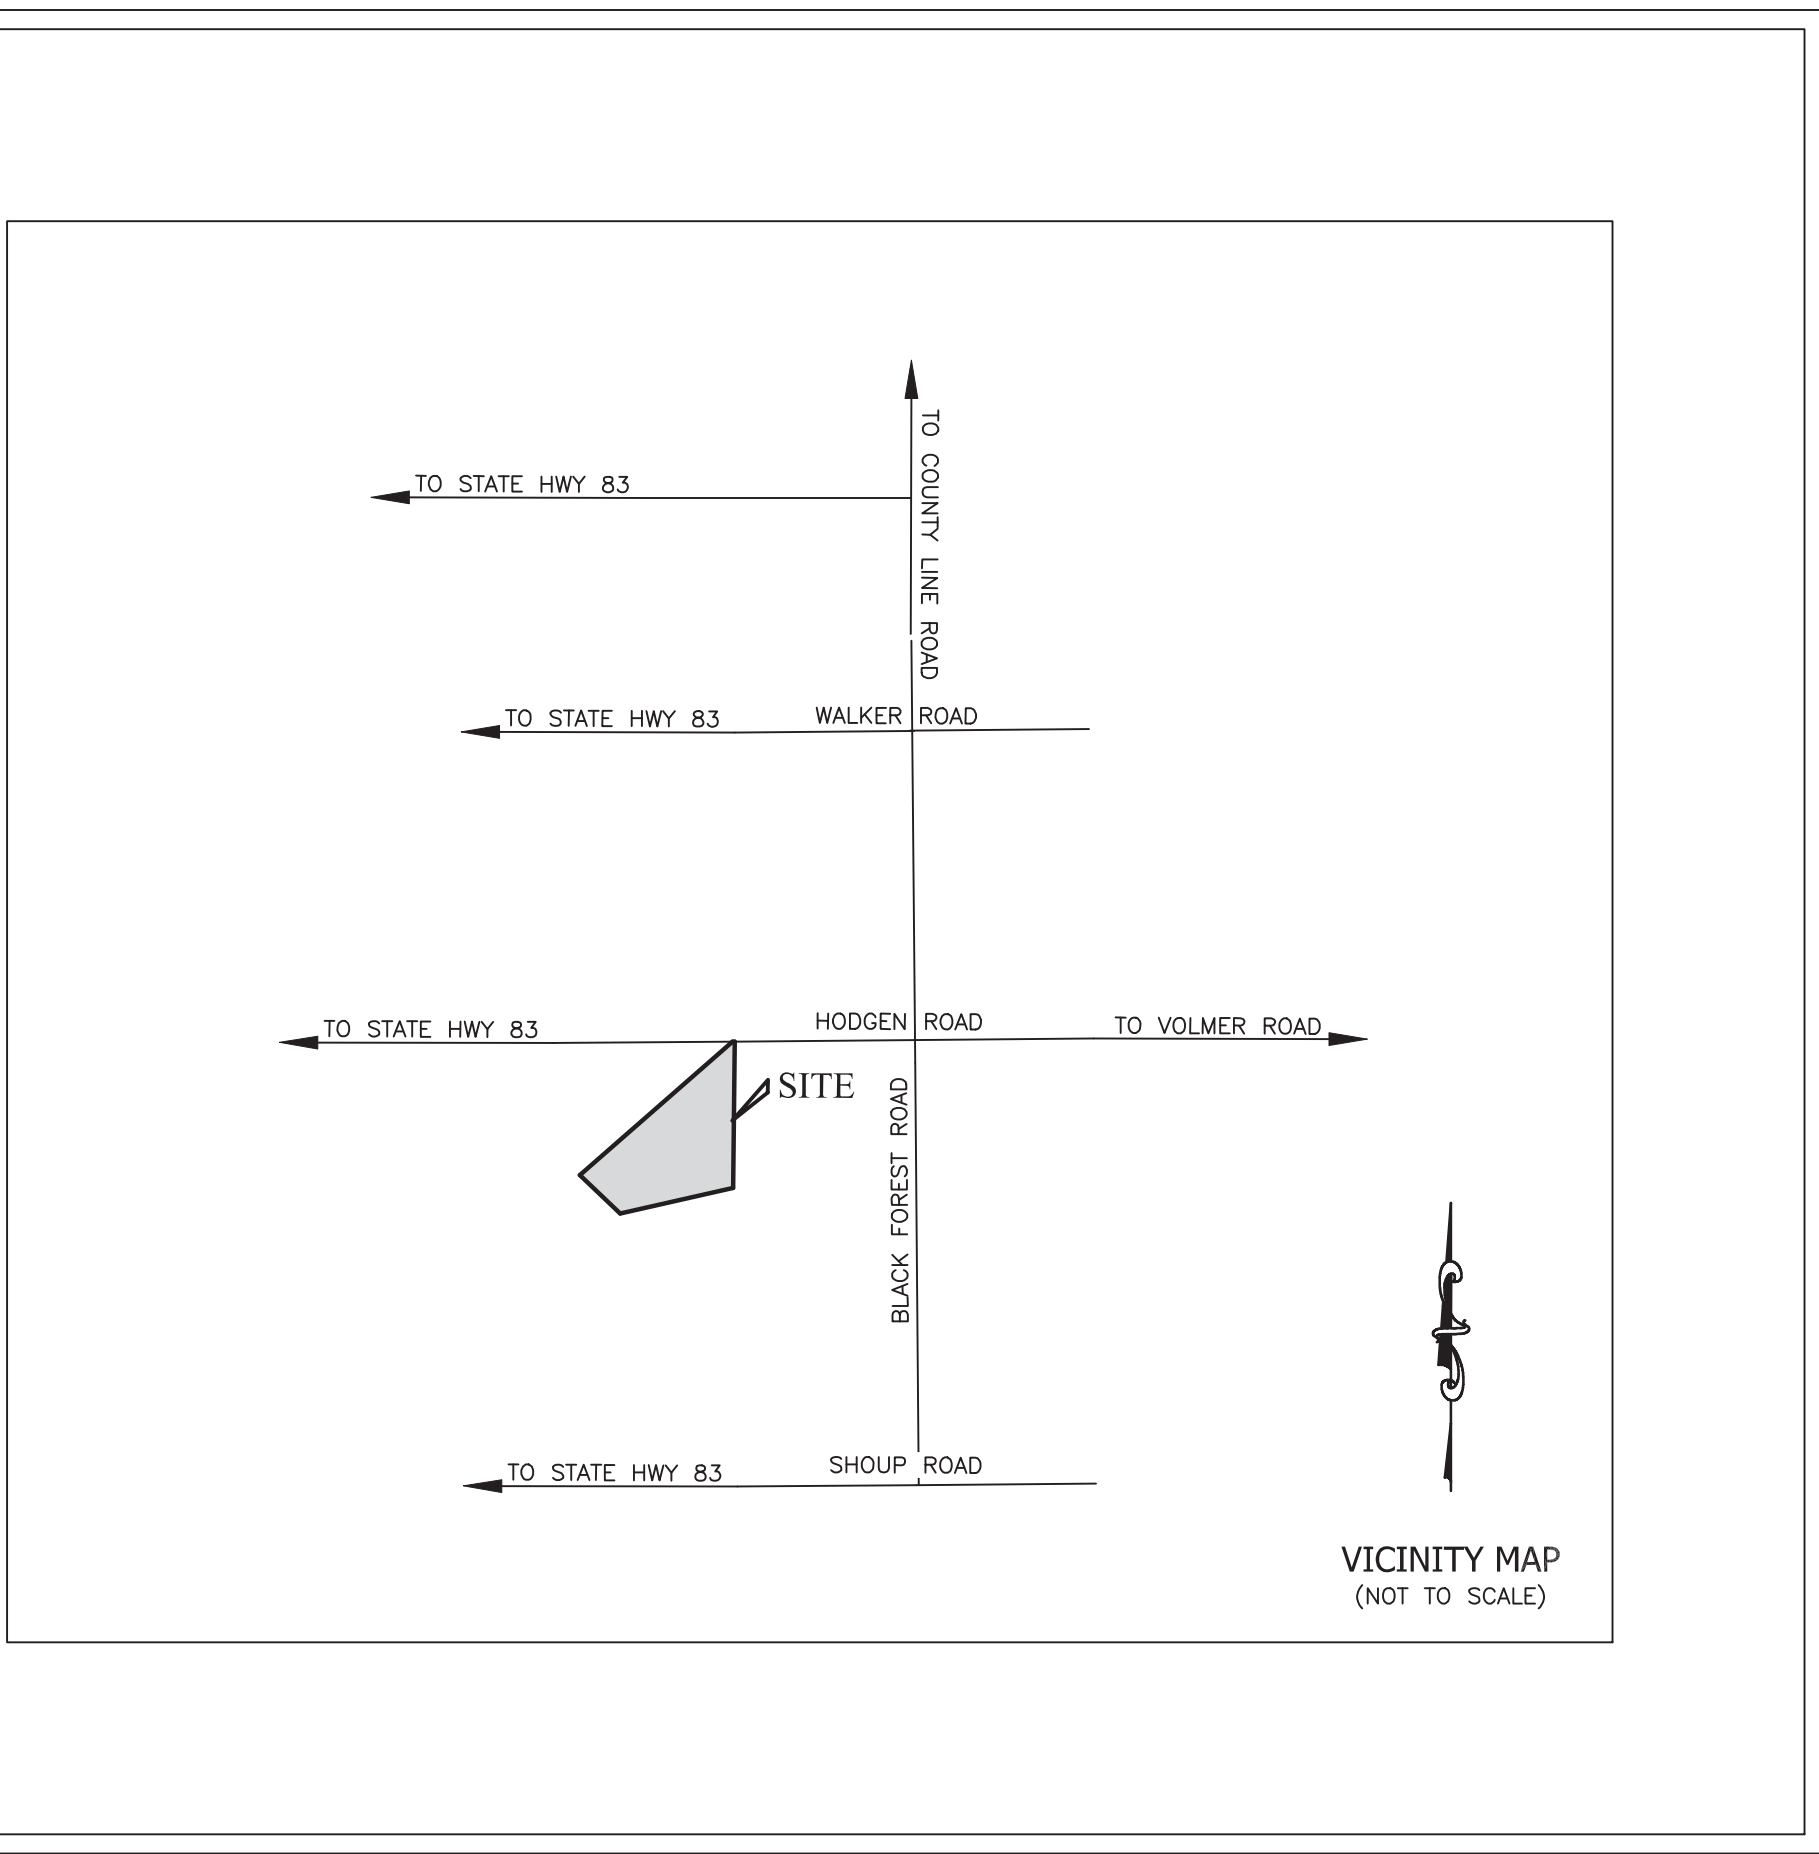 TO COUNTY LINE ROAD
TO STATE HWY 83
TO STATE HWY 83
WALKER ROAD
TO STATE HWY 83
HODGEN ROAD
TO VOLMER ROAD
SITE
BLACK FOREST ROAD
TO STATE HWY 83
SHOUP ROAD
VICINITY MAP
(NOT TO SCALE)